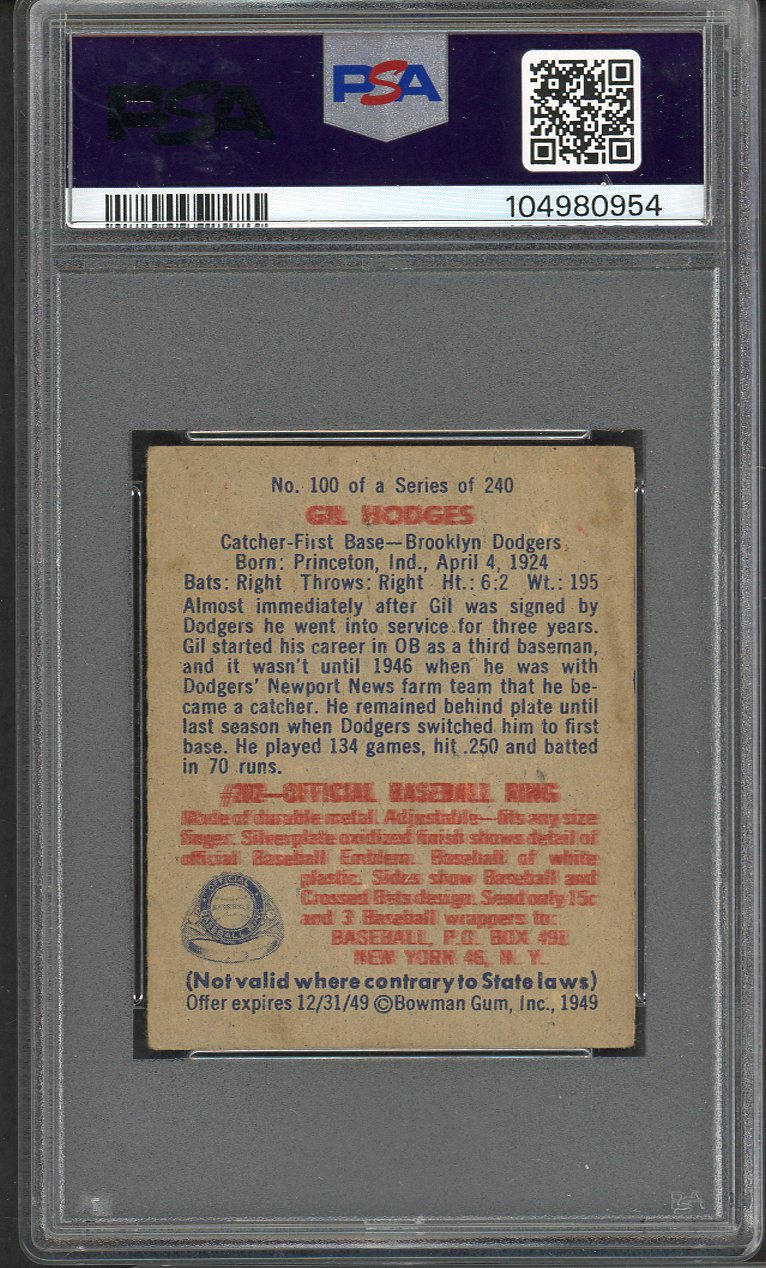 PSA
PSA
104980954
No. 100 of a Series of 240
GIL HODGES
Catcher-First Base—Brooklyn Dodgers
Born: Princeton, Ind., April 4, 1924
Bats: Right Throws: Right Ht.: 6:2 Wt.: 195
Almost immediately after Gil was signed by
Dodgers he went into service for three years.
Gil started his career in OB as a third baseman,
and it wasn't until 1946 when he was with
Dodgers' Newport News farm team that he be-
came a catcher. He remained behind plate until
last season when Dodgers switched him to first
base. He played 134 games, hit .250 and batted
in 70 runs.
#202—OFFICIAL BASEBALL RING
Made of durable metal. Adjustable—fits any size
finger. Silverplate oxidized finish shows detail of
official Baseball Emblem. Baseball of white
plastic. Sides show Baseball and
Crossed Bats design. Send only 15c
and 3 Baseball wrappers to:
BASEBALL, P.O. BOX 491
NEW YORK 46, N. Y.
OFFICIAL
BASEBALL RING
(Not valid where contrary to State laws)
Offer expires 12/31/49 ©Bowman Gum, Inc., 1949
PSA